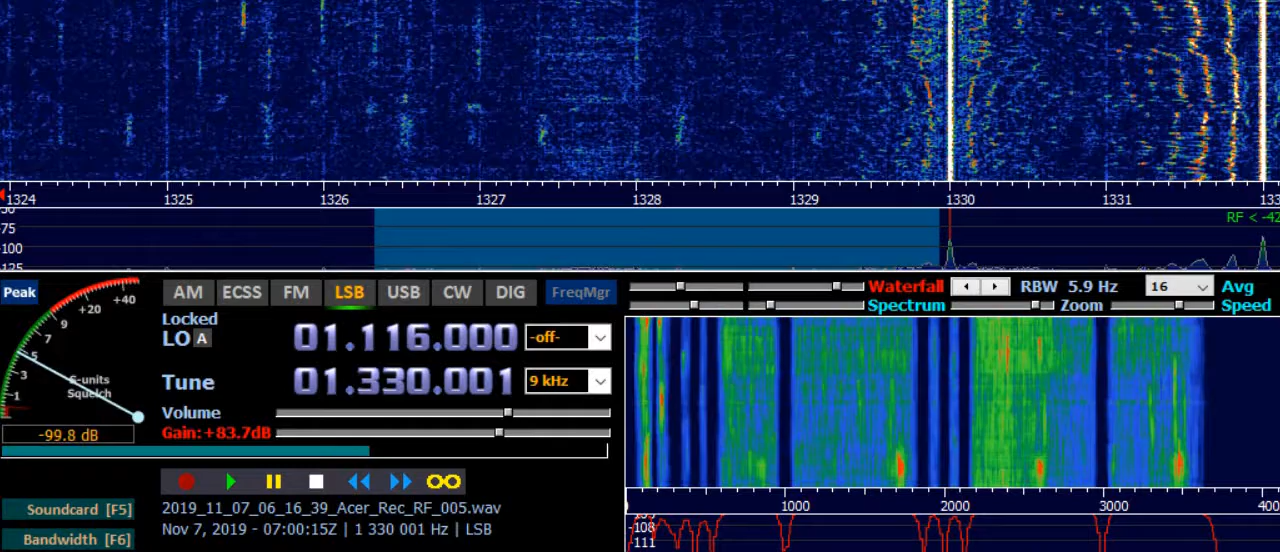 1324 1325 1326 1327 1328 1329 1330 1331
-75 RF < -42
-100
-125
Peak +20 +40 AM ECSS FM LSB USB CW DIG FreqMgr Waterfall RBW 5.9 Hz 16 Avg
Spectrum Zoom Speed
1 3 5 7 9
S-units
Squelch
Locked
LO A 01.116.000 -off-
Tune 01.330.001 9 kHz
Volume
-99.8 dB Gain:+83.7dB
Soundcard [F5] 2019_11_07_06_16_39_Acer_Rec_RF_005.wav
Bandwidth [F6] Nov 7, 2019 - 07:00:15Z | 1 330 001 Hz | LSB
1000 2000 3000
-108
-111